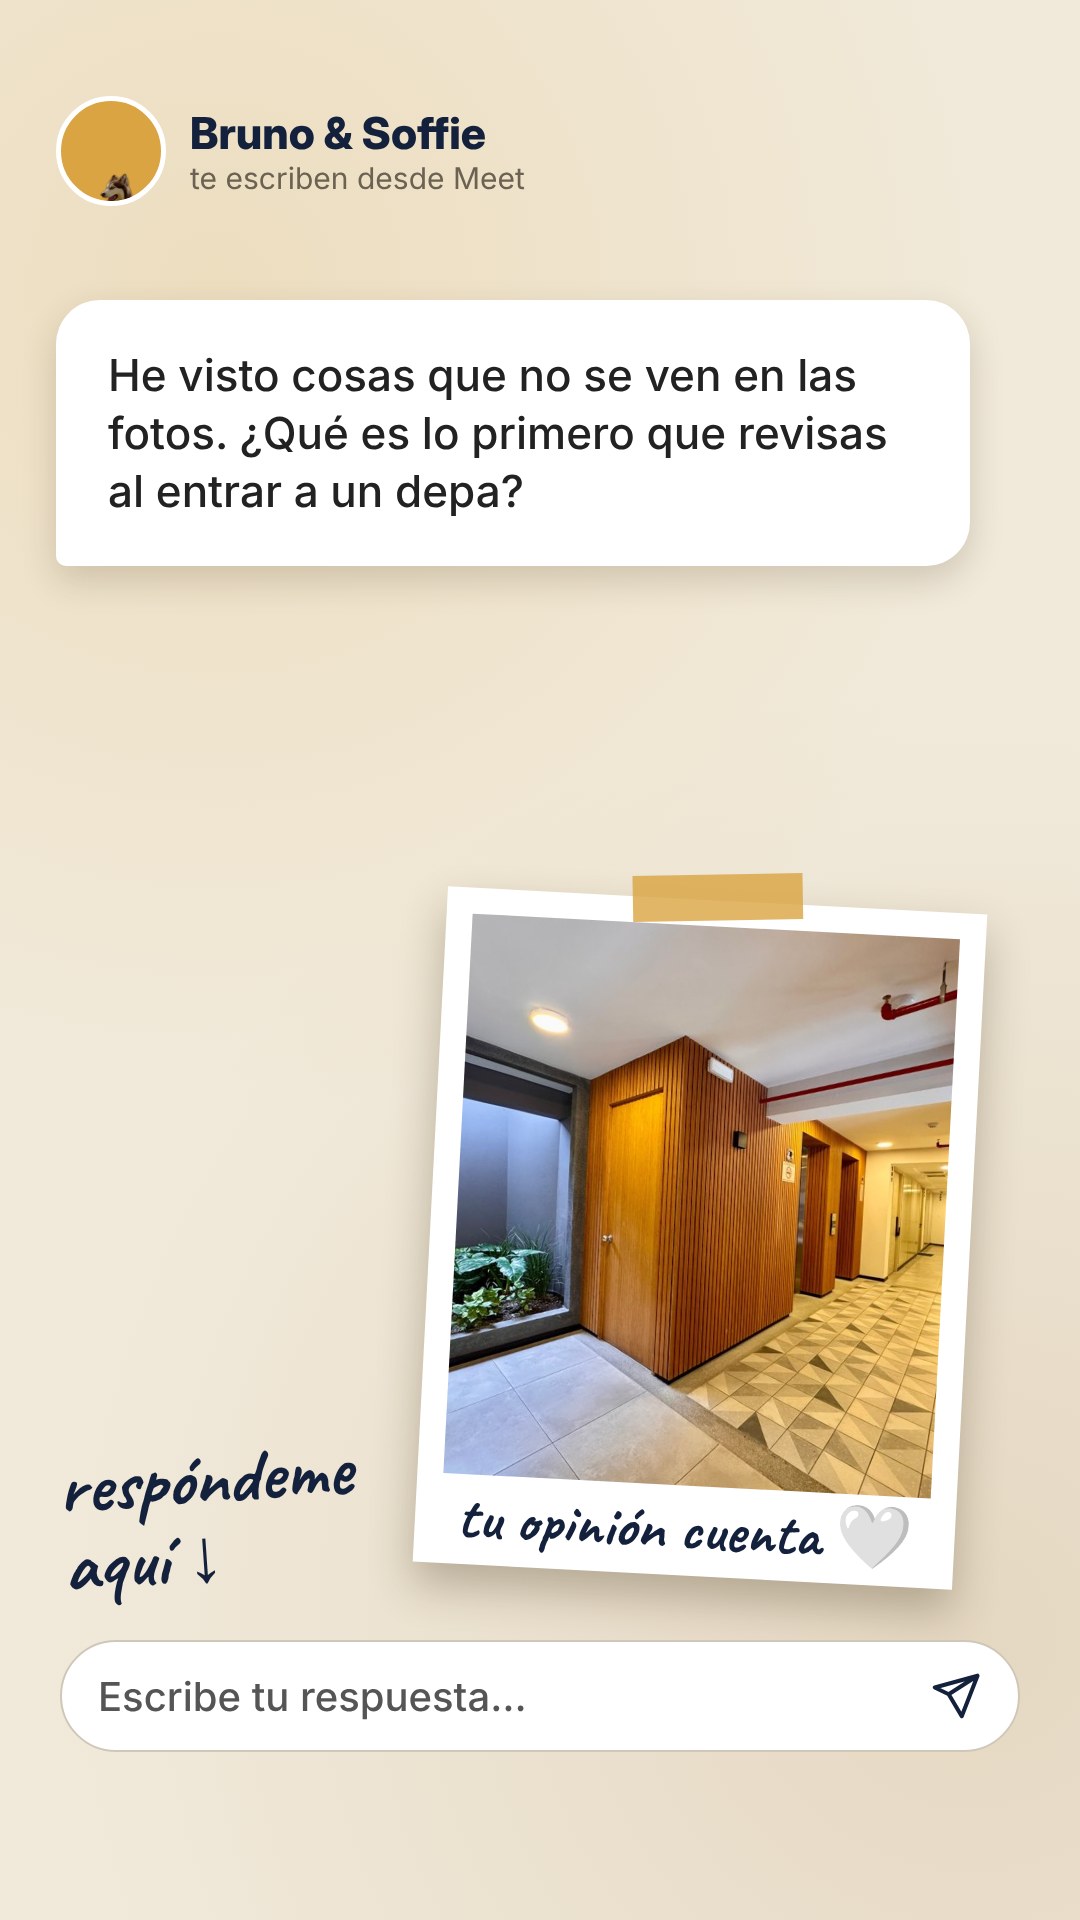 Bruno & Soffie
te escriben desde Meet
He visto cosas que no se ven en las
fotos. ¿Qué es lo primero que revisas
al entrar a un depa?
tu opinión cuenta 🤍
respóndeme
aquí ↓
Escribe tu respuesta...